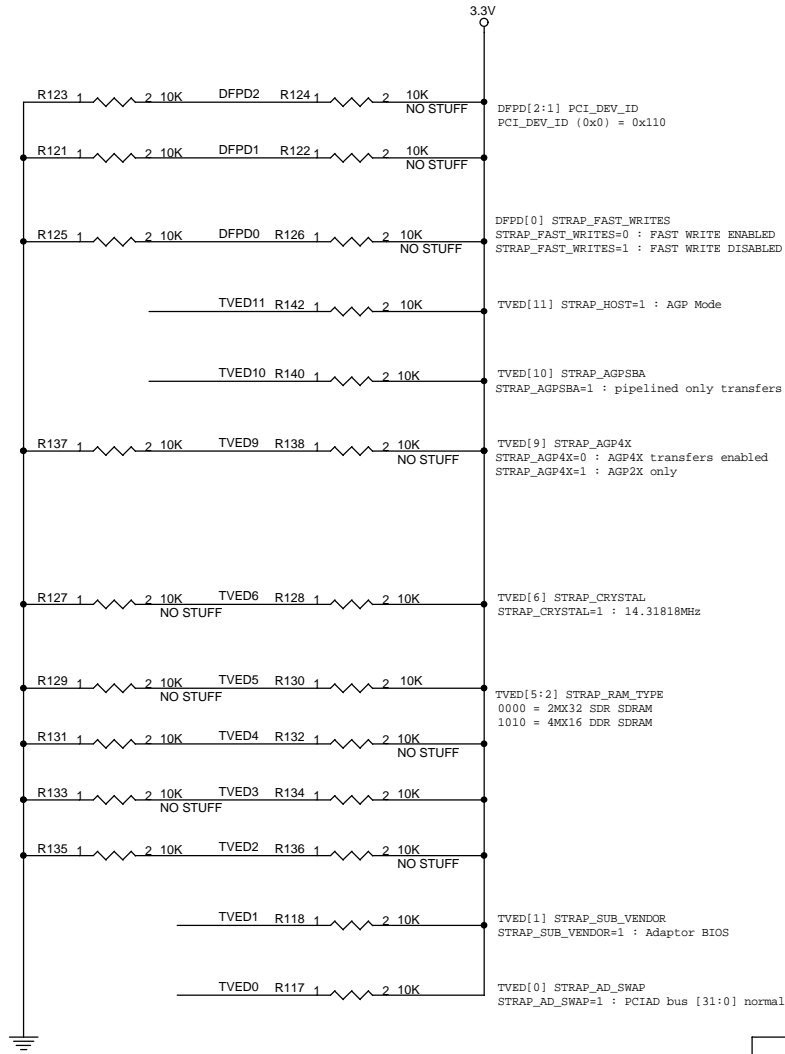 3.3V
R123 1 2 10K DFPD2 R124 1 2 10K
NO STUFF
DFPD[2:1] PCI_DEV_ID
PCI_DEV_ID (0x0) = 0x110
R121 1 2 10K DFPD1 R122 1 2 10K
NO STUFF
DFPD[0] STRAP_FAST_WRITES
R125 1 2 10K DFPD0 R126 1 2 10K
NO STUFF
STRAP_FAST_WRITES=0 : FAST WRITE ENABLED
STRAP_FAST_WRITES=1 : FAST WRITE DISABLED
TVED11 R142 1 2 10K
TVED[11] STRAP_HOST=1 : AGP Mode
TVED10 R140 1 2 10K
TVED[10] STRAP_AGPSBA
STRAP_AGPSBA=1 : pipelined only transfers
R137 1 2 10K TVED9 R138 1 2 10K
NO STUFF
TVED[9] STRAP_AGP4X
STRAP_AGP4X=0 : AGP4X transfers enabled
STRAP_AGP4X=1 : AGP2X only
R127 1 2 10K TVED6 R128 1 2 10K
NO STUFF
TVED[6] STRAP_CRYSTAL
STRAP_CRYSTAL=1 : 14.31818MHz
R129 1 2 10K TVED5 R130 1 2 10K
NO STUFF
TVED[5:2] STRAP_RAM_TYPE
0000 = 2MX32 SDR SDRAM
1010 = 4MX16 DDR SDRAM
R131 1 2 10K TVED4 R132 1 2 10K
NO STUFF
R133 1 2 10K TVED3 R134 1 2 10K
NO STUFF
R135 1 2 10K TVED2 R136 1 2 10K
NO STUFF
TVED1 R118 1 2 10K
TVED[1] STRAP_SUB_VENDOR
STRAP_SUB_VENDOR=1 : Adaptor BIOS
TVED0 R117 1 2 10K
TVED[0] STRAP_AD_SWAP
STRAP_AD_SWAP=1 : PCIAD bus [31:0] normal